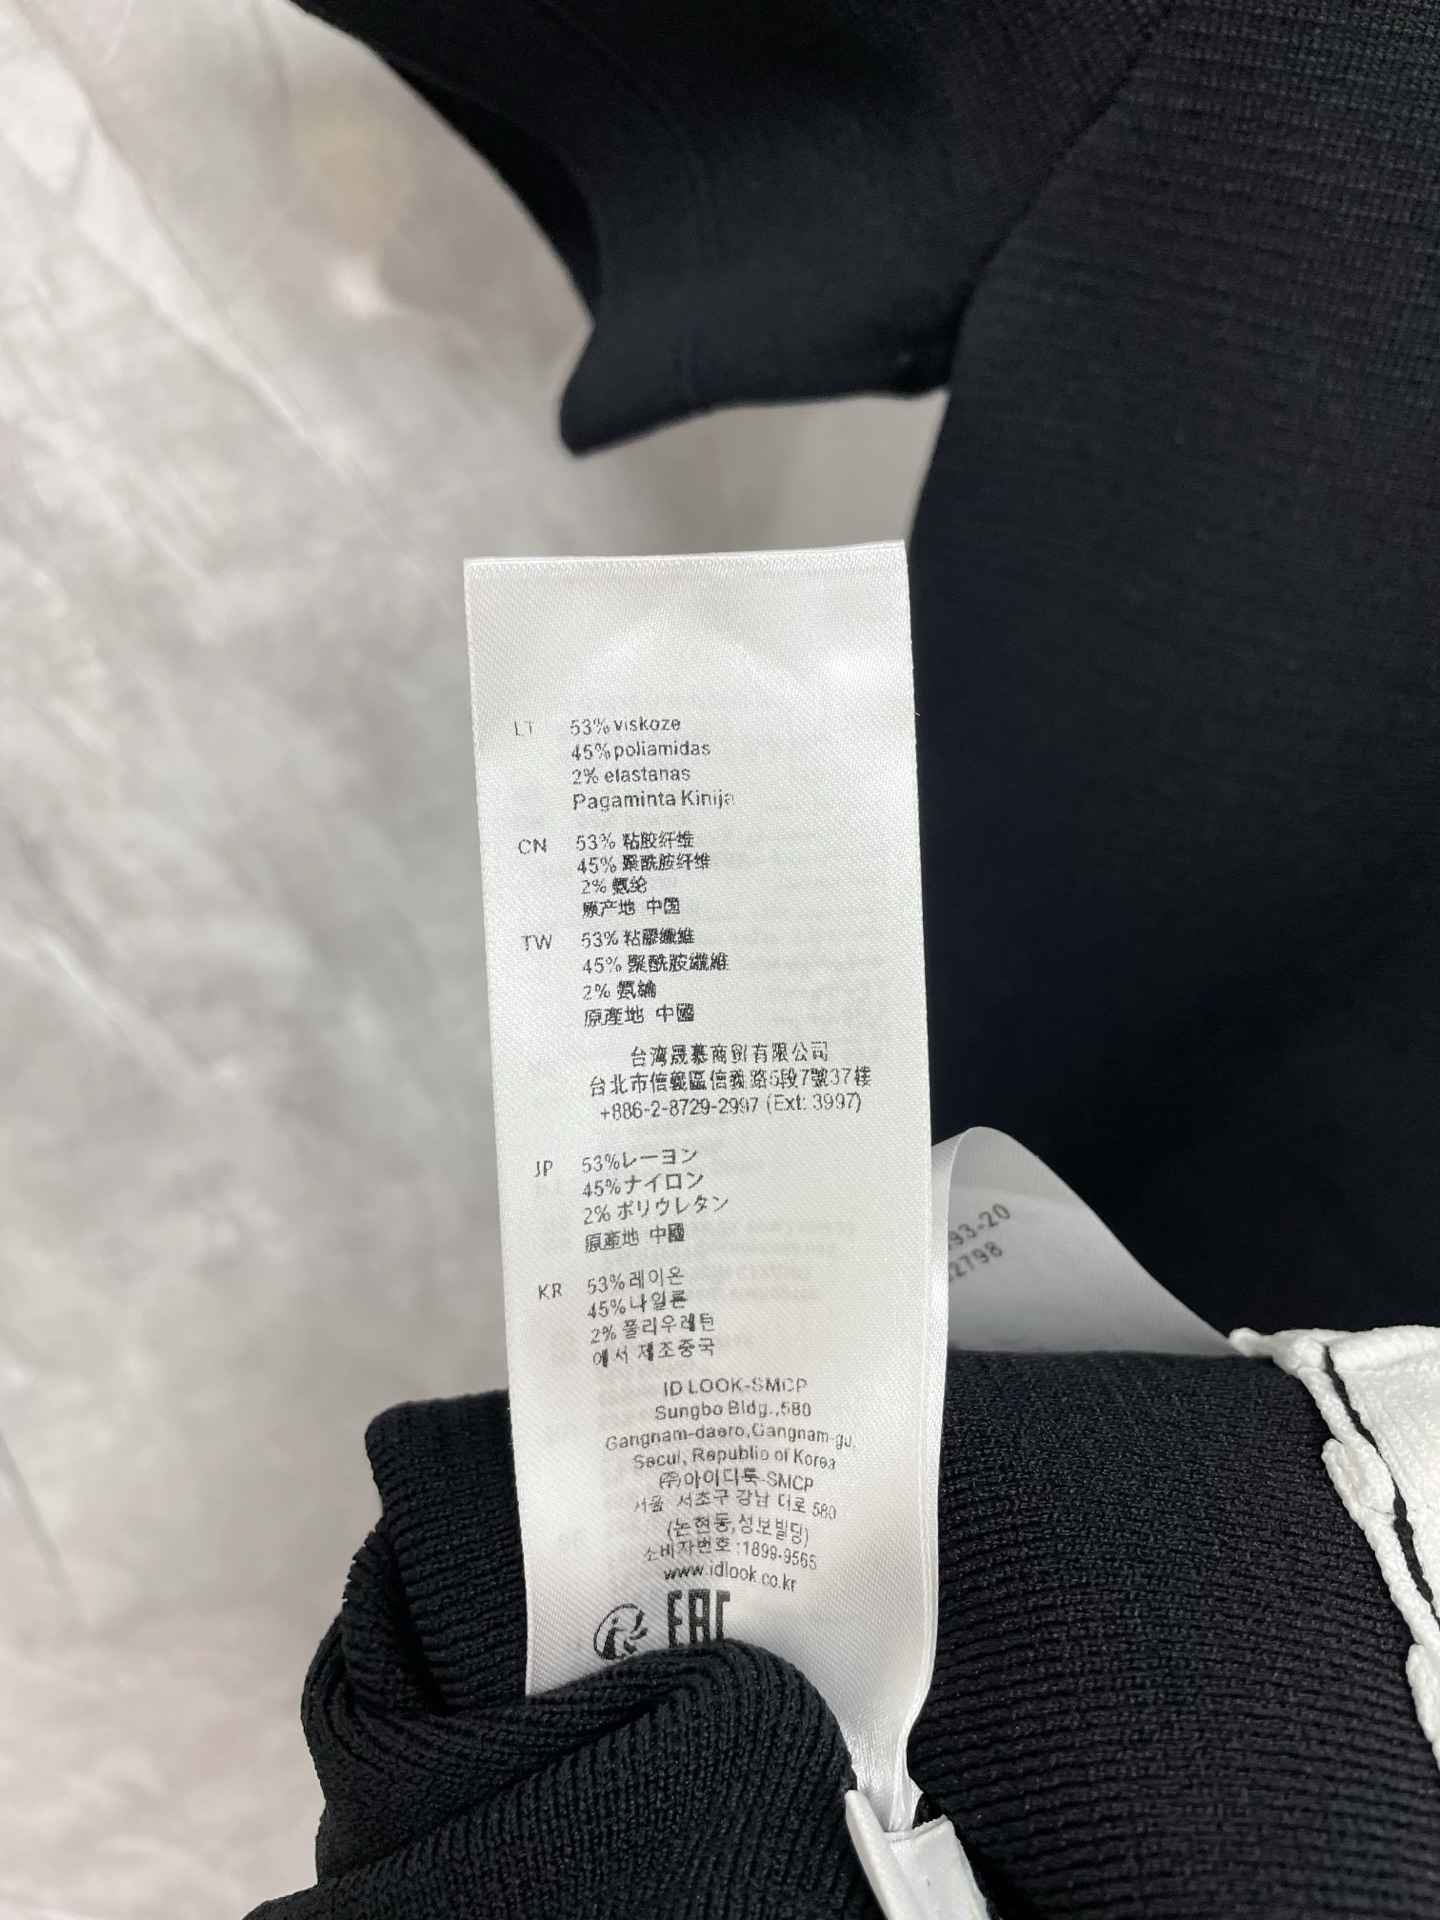 LT 53% viskoze
45% poliamidas
2% elastanas
Pagaminta Kinija
CN 53% 粘胶纤维
45% 聚酰胺纤维
2% 氨纶
原产地 中国
TW 53% 粘膠纖維
45% 聚酰胺纖維
2% 氨綸
原產地 中國
台湾晟慕商貿有限公司
台北市信義區信義路5段7號37樓
+886-2-8729-2997 (Ext: 3997)
JP 53%レーヨン
45%ナイロン
2% ポリウレタン
原產地 中國
KR 53%레이온
45%나일론
2% 폴리우레탄
에서 제조중국
ID LOOK-SMCP
Sungbo Bldg.,580
Gangnam-daero,Gangnam-gu,
Seoul, Republic of Korea
(주)아이디룩-SMCP
서울 서초구 강남 대로 580
(논현동,성보빌딩)
소비자번호:1899-9565
www.idlook.co.kr
EAC
93-20
2798